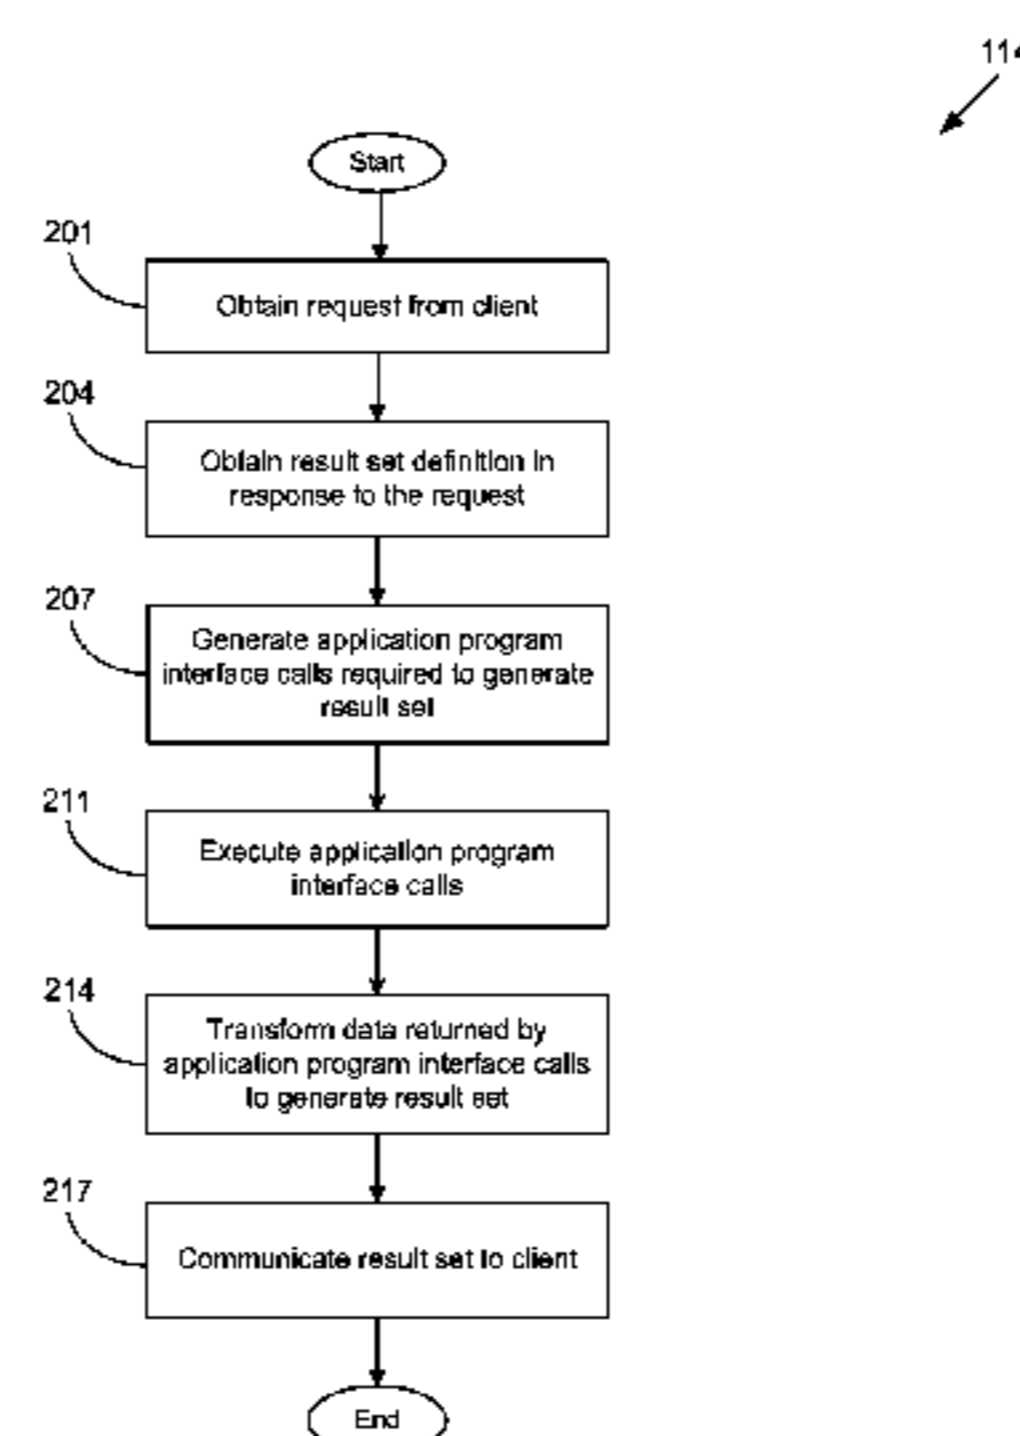 114
Start
201
Obtain request from client
204
Obtain result set definition in
response to the request
207
Generate application program
interface calls required to generate
result set
211
Execute application program
interface calls
214
Transform data returned by
application program interface calls
to generate result set
217
Communicate result set to client
End